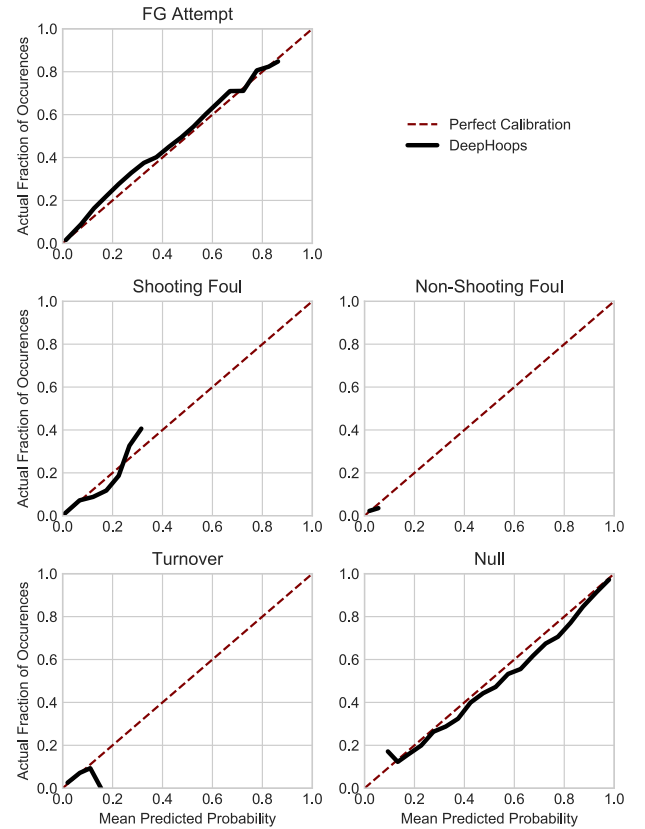 FG Attempt
1.0
0.8
0.6
0.4
0.2
0.0
Actual Fraction of Occurences
0.0 0.2 0.4 0.6 0.8 1.0
Perfect Calibration
DeepHoops
Shooting Foul
1.0
0.8
0.6
0.4
0.2
0.0
Actual Fraction of Occurences
0.0 0.2 0.4 0.6 0.8 1.0
Non-Shooting Foul
1.0
0.8
0.6
0.4
0.2
0.0
0.0 0.2 0.4 0.6 0.8 1.0
Turnover
1.0
0.8
0.6
0.4
0.2
0.0
Actual Fraction of Occurences
0.0 0.2 0.4 0.6 0.8 1.0
Mean Predicted Probability
Null
1.0
0.8
0.6
0.4
0.2
0.0
0.0 0.2 0.4 0.6 0.8 1.0
Mean Predicted Probability